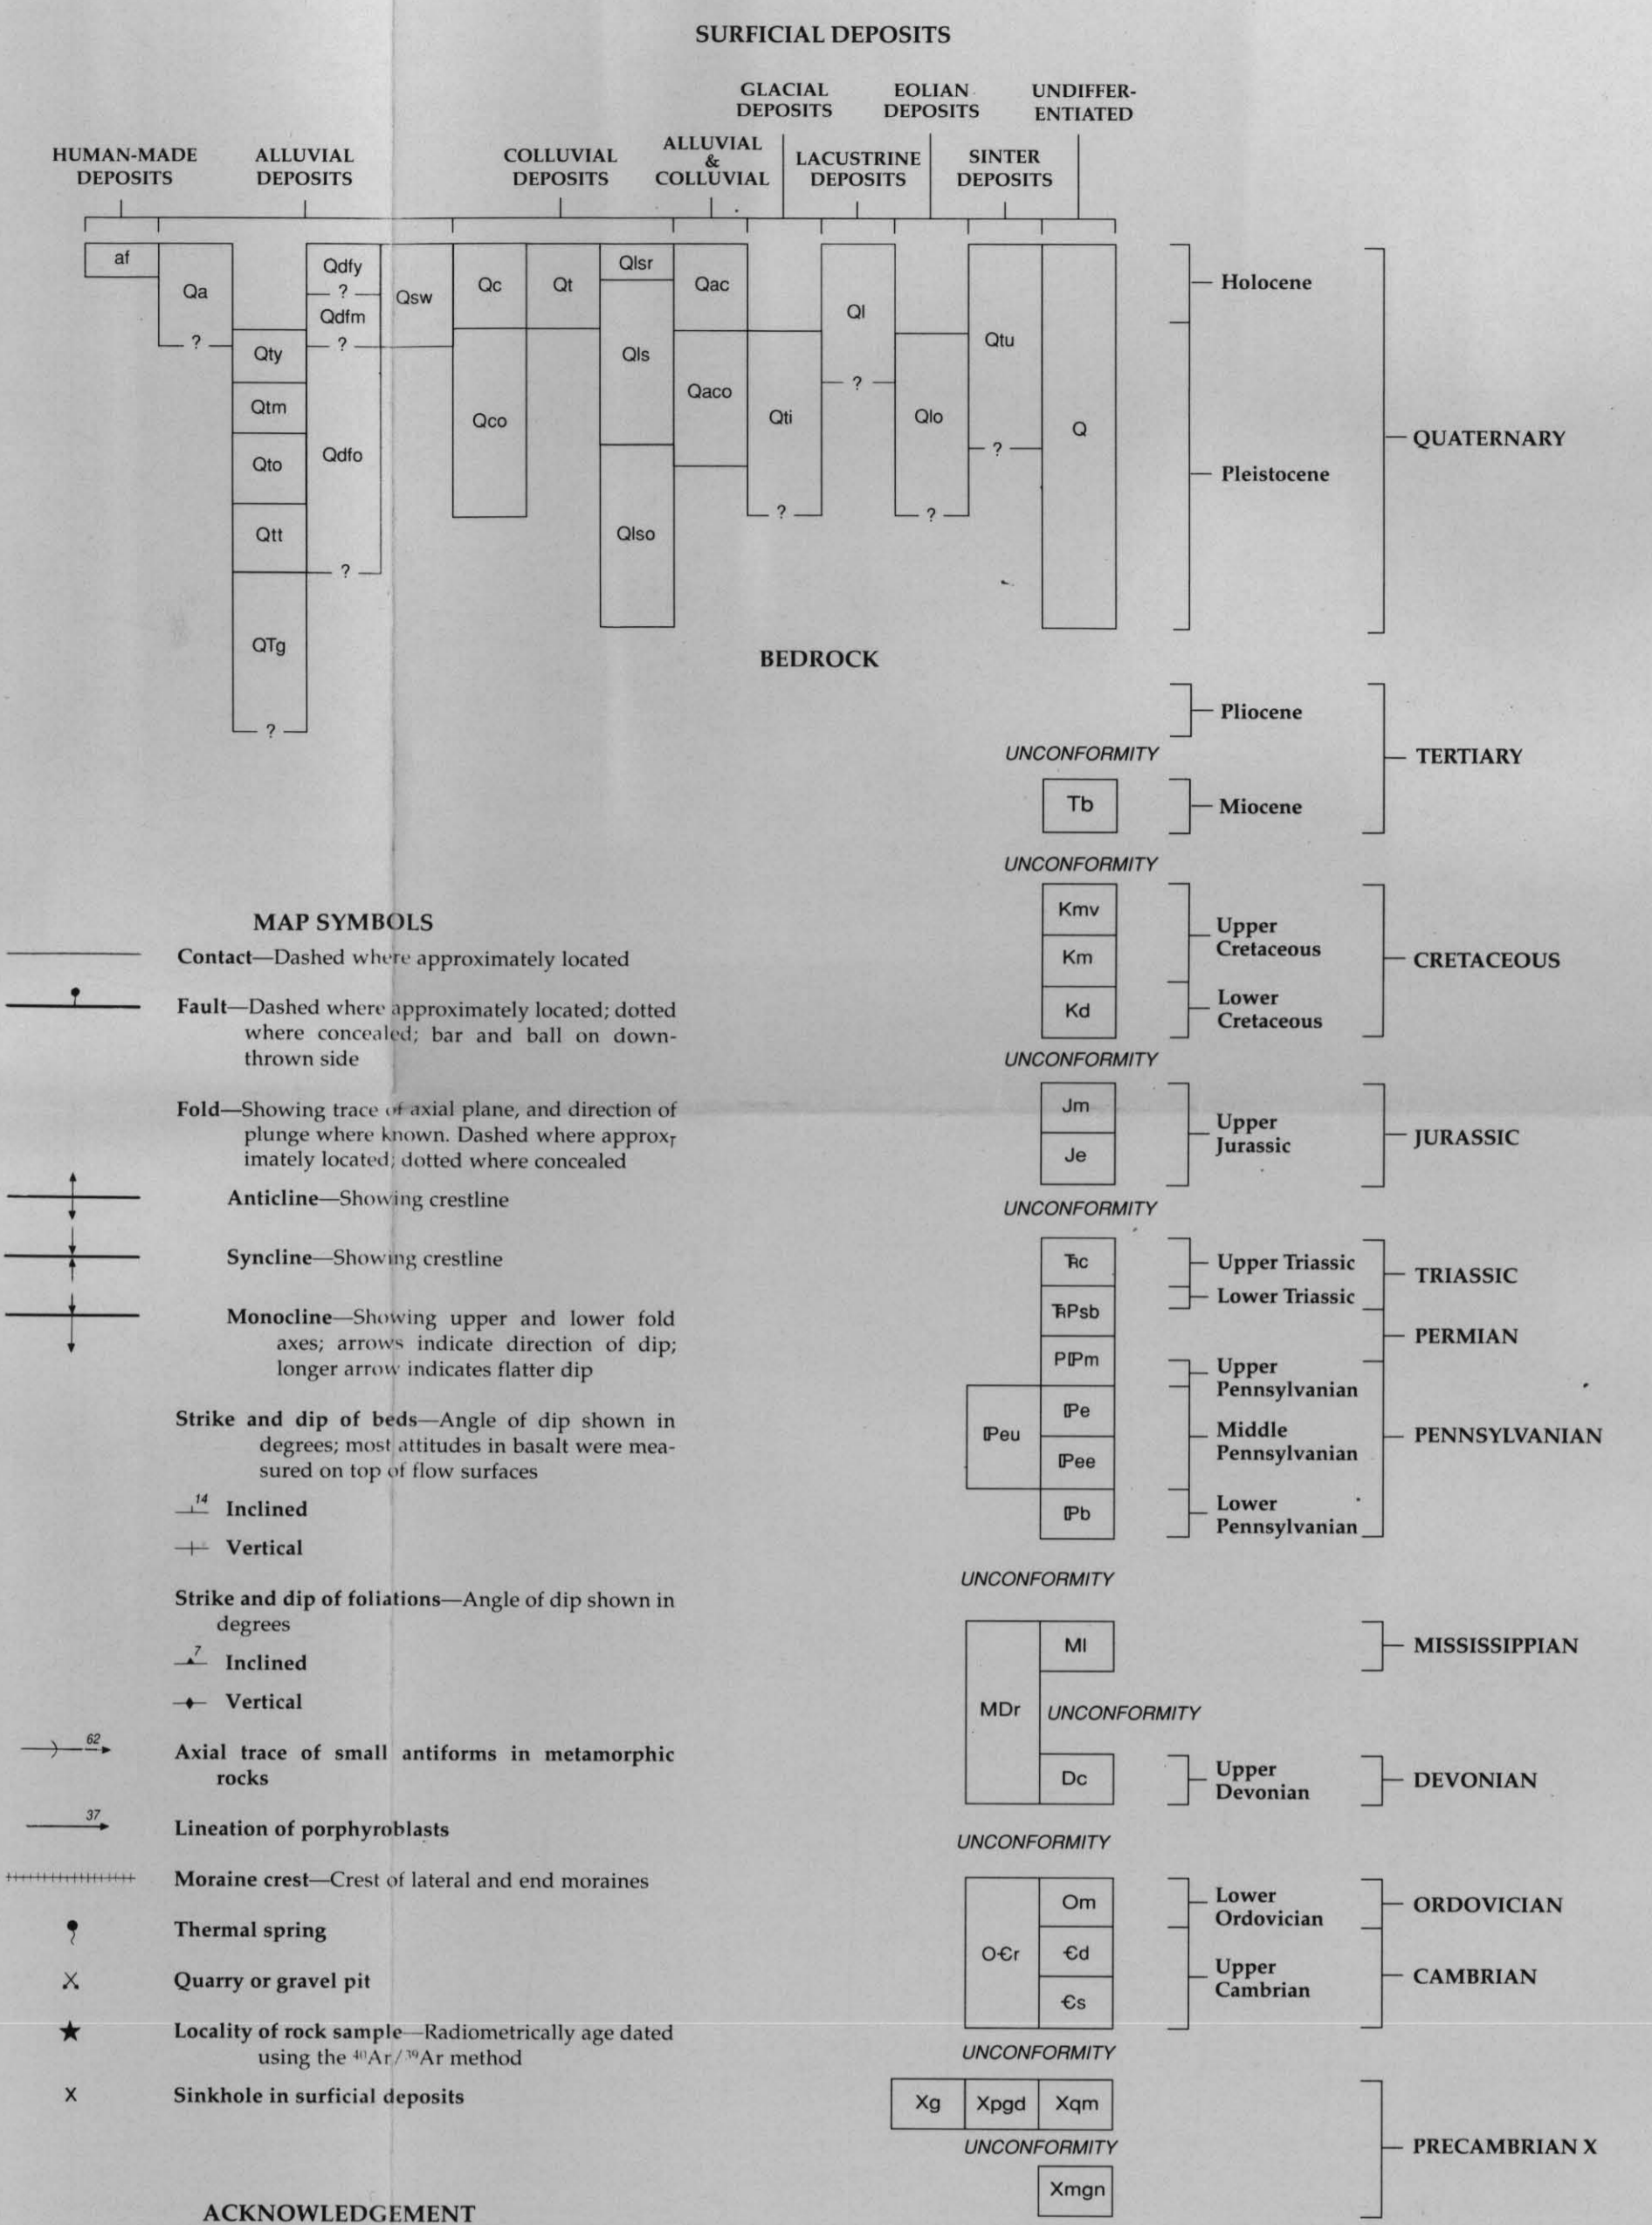 SURFICIAL DEPOSITS
GLACIAL
DEPOSITS
EOLIAN
DEPOSITS
UNDIFFER-
ENTIATED
HUMAN-MADE
DEPOSITS
ALLUVIAL
DEPOSITS
COLLUVIAL
DEPOSITS
ALLUVIAL
&
COLLUVIAL
LACUSTRINE
DEPOSITS
SINTER
DEPOSITS
af
Qa
?
Qty
Qtm
Qto
Qtt
QTg
?
Qdfy
?
Qdfm
?
Qdfo
?
Qsw
Qc
Qco
Qt
Qlsr
Qls
Qlso
Qac
Qaco
Qti
?
Ql
?
Qlo
?
Qtu
?
Q
Holocene
Pleistocene
QUATERNARY
BEDROCK
Pliocene
UNCONFORMITY
TERTIARY
Tb
Miocene
UNCONFORMITY
Kmv
Km
Kd
Upper
Cretaceous
Lower
Cretaceous
CRETACEOUS
UNCONFORMITY
Jm
Je
Upper
Jurassic
JURASSIC
UNCONFORMITY
T̅c
T̅Psb
PℙPm
Upper Triassic
Lower Triassic
TRIASSIC
PERMIAN
Upper
Pennsylvanian
ℙeu
ℙe
ℙee
Middle
Pennsylvanian
PENNSYLVANIAN
ℙb
Lower
Pennsylvanian
UNCONFORMITY
MDr
Ml
MISSISSIPPIAN
UNCONFORMITY
Dc
Upper
Devonian
DEVONIAN
UNCONFORMITY
O€r
Om
€d
€s
Lower
Ordovician
ORDOVICIAN
Upper
Cambrian
CAMBRIAN
UNCONFORMITY
Xg
Xpgd
Xqm
UNCONFORMITY
Xmgn
PRECAMBRIAN X
MAP SYMBOLS
Contact—Dashed where approximately located
Fault—Dashed where approximately located; dotted
where concealed; bar and ball on down-
thrown side
Fold—Showing trace of axial plane, and direction of
plunge where known. Dashed where approx-
imately located; dotted where concealed
Anticline—Showing crestline
Syncline—Showing crestline
Monocline—Showing upper and lower fold
axes; arrows indicate direction of dip;
longer arrow indicates flatter dip
Strike and dip of beds—Angle of dip shown in
degrees; most attitudes in basalt were mea-
sured on top of flow surfaces
14 Inclined
Vertical
Strike and dip of foliations—Angle of dip shown in
degrees
7 Inclined
Vertical
62 Axial trace of small antiforms in metamorphic
rocks
37 Lineation of porphyroblasts
Moraine crest—Crest of lateral and end moraines
Thermal spring
Quarry or gravel pit
Locality of rock sample—Radiometrically age dated
using the ⁴⁰Ar/³⁹Ar method
x Sinkhole in surficial deposits
ACKNOWLEDGEMENT